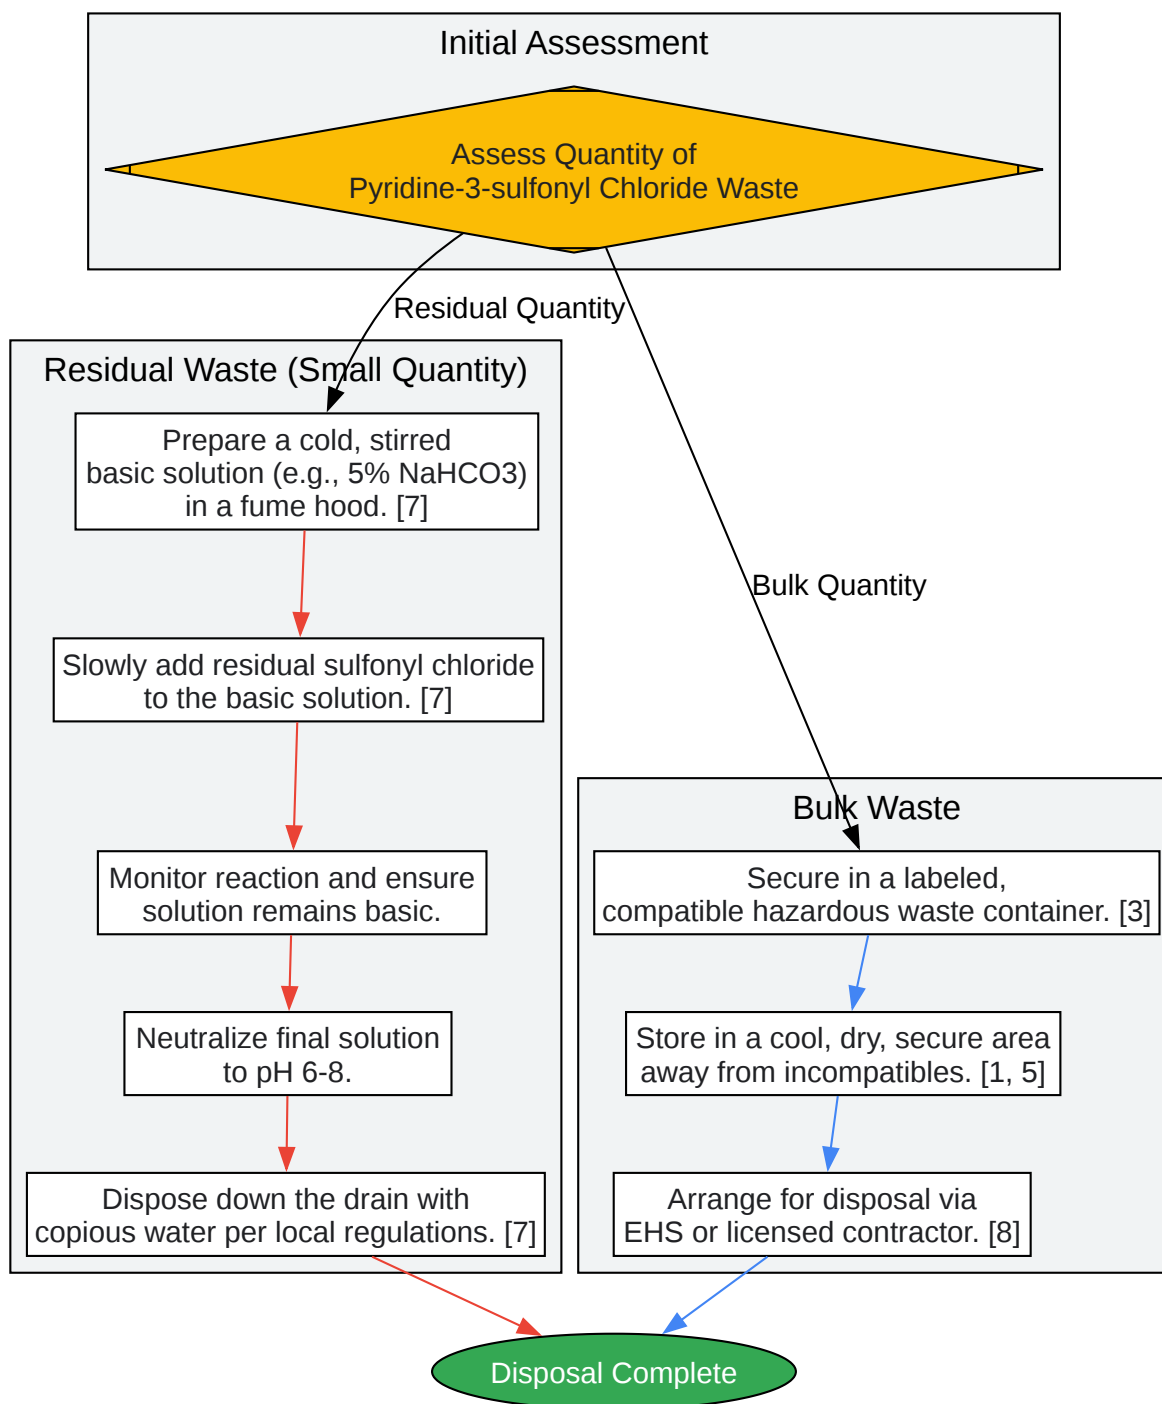 Initial Assessment
Assess Quantity of
Pyridine-3-sulfonyl Chloride Waste
Residual Quantity
Residual Waste (Small Quantity)
Prepare a cold, stirred
basic solution (e.g., 5% NaHCO3)
in a fume hood. [7]
Slowly add residual sulfonyl chloride
to the basic solution. [7]
Monitor reaction and ensure
solution remains basic.
Neutralize final solution
to pH 6-8.
Dispose down the drain with
copious water per local regulations. [7]
Bulk Quantity
Bulk Waste
Secure in a labeled,
compatible hazardous waste container. [3]
Store in a cool, dry, secure area
away from incompatibles. [1, 5]
Arrange for disposal via
EHS or licensed contractor. [8]
Disposal Complete